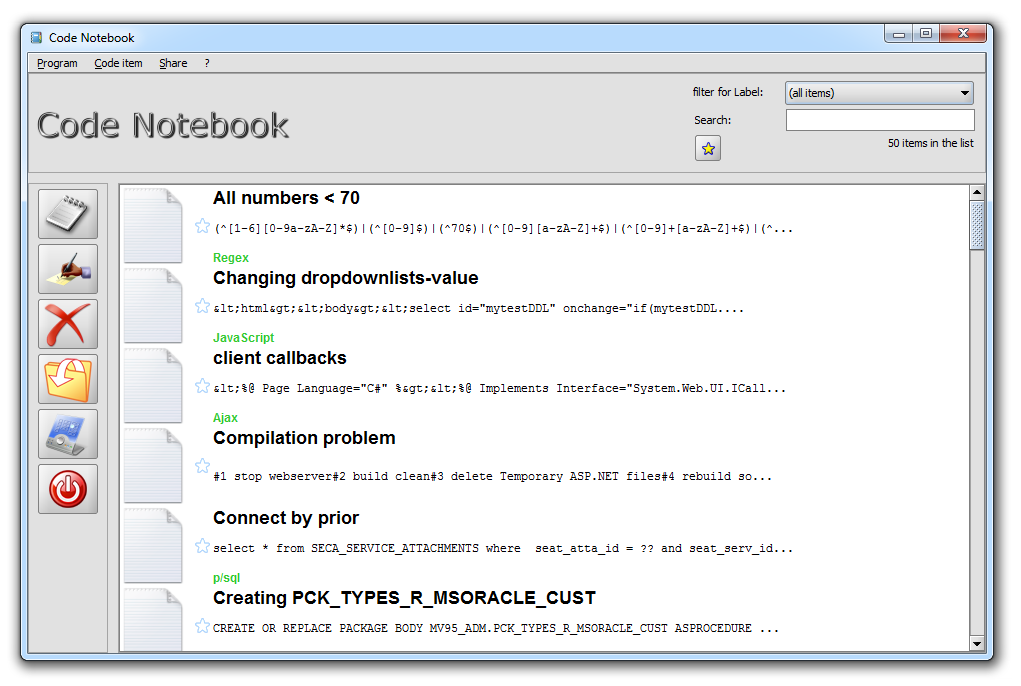 Code Notebook
Program Code item Share ?
filter for Label: (all items)
Code Notebook
Search:
50 items in the list
All numbers < 70
(^[1-6][0-9a-zA-Z]*$)|(^[0-9]$)|(^70$)|(^[0-9][a-zA-Z]+$)|(^[0-9]+[a-zA-Z]+$)|(^...
Regex
Changing dropdownlists-value
&lt;html&gt;&lt;body&gt;&lt;select id="mytestDDL" onchange="if(mytestDDL....
JavaScript
client callbacks
&lt;%@ Page Language="C#" %&gt;&lt;%@ Implements Interface="System.Web.UI.ICall...
Ajax
Compilation problem
#1 stop webserver#2 build clean#3 delete Temporary ASP.NET files#4 rebuild so...
Connect by prior
select * from SECA_SERVICE_ATTACHMENTS where  seat_atta_id = ?? and seat_serv_id...
p/sql
Creating PCK_TYPES_R_MSORACLE_CUST
CREATE OR REPLACE PACKAGE BODY MV95_ADM.PCK_TYPES_R_MSORACLE_CUST ASPROCEDURE ...